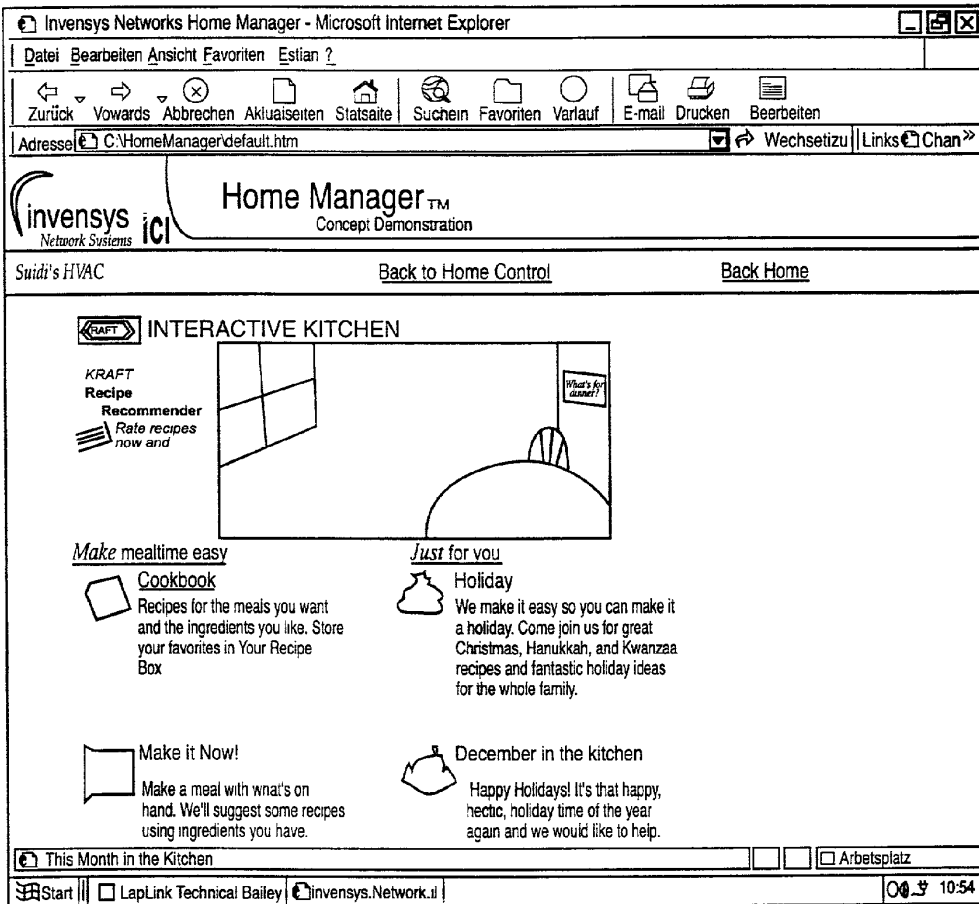 Invensys Networks Home Manager - Microsoft Internet Explorer
Datei Bearbeiten Ansicht Favoriten Estian ?
Zurück Vowards Abbrechen Akluaiseiten Statsaite Suchein Favoriten Varlauf E-mail Drucken Beerbeiten
Adresse C:\HomeManager\default.htm Wechsetizu Links Chan»
invensys
Network Systems
ici
Home Manager TM
Concept Demonstration
Suidi's HVAC Back to Home Control Back Home
RAFT INTERACTIVE KITCHEN
KRAFT
Recipe
Recommender
Rate recipes
now and
What's for
dinner?
Make mealtime easy
Cookbook
Recipes for the meals you want
and the ingredients you like. Store
your favorites in Your Recipe
Box
Make it Now!
Make a meal with what's on
hand. We'll suggest some recipes
using ingredients you have.
Just for you
Holiday
We make it easy so you can make it
a holiday. Come join us for great
Christmas, Hanukkah, and Kwanzaa
recipes and fantastic holiday ideas
for the whole family.
December in the kitchen
Happy Holidays! It's that happy,
hectic, holiday time of the year
again and we would like to help.
This Month in the Kitchen Arbetsplatz
Start LapLink Technical Bailey invensys.Network.ıl 10:54